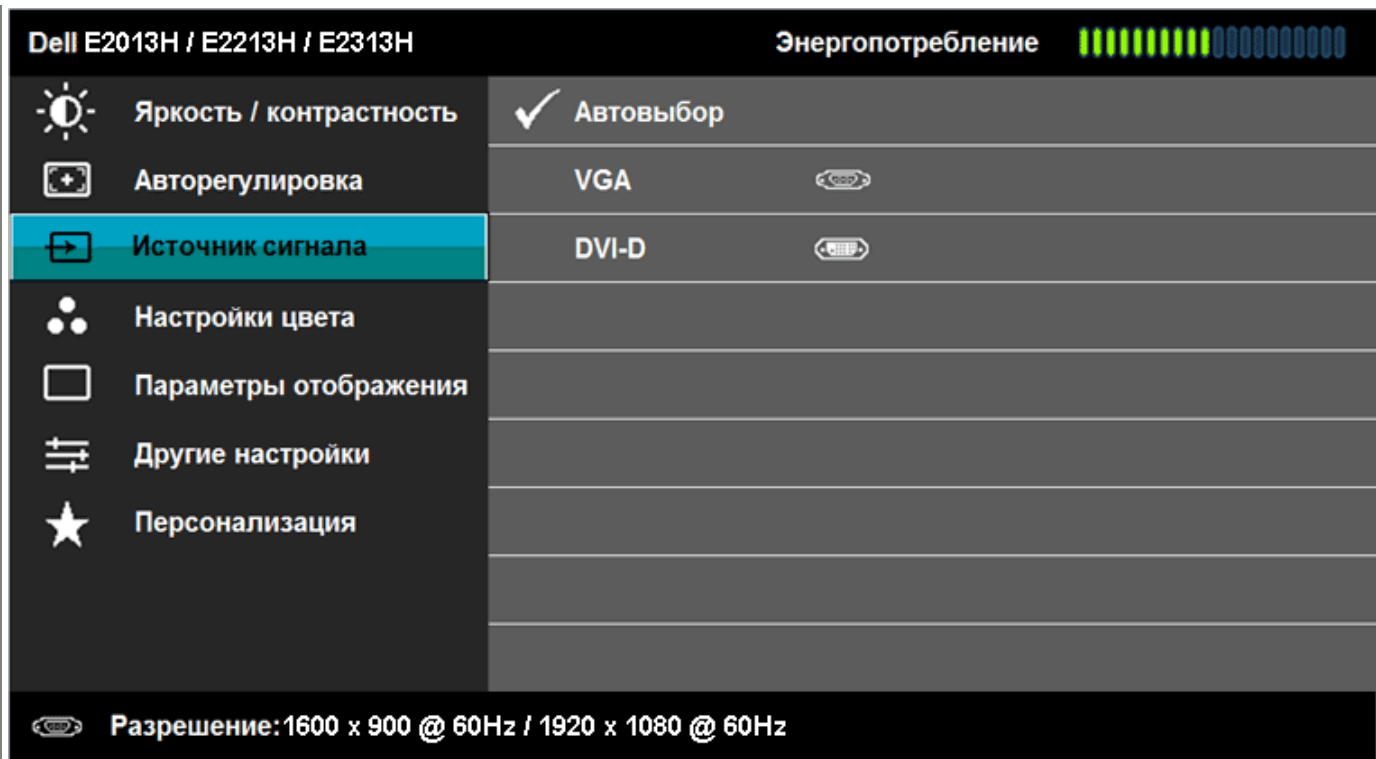 Dell E2013H / E2213H / E2313H Энергопотребление
Яркость / контрастность Автовыбор
Авторегулировка VGA
Источник сигнала DVI-D
Настройки цвета
Параметры отображения
Другие настройки
Персонализация
Разрешение:1600 x 900 @ 60Hz / 1920 x 1080 @ 60Hz